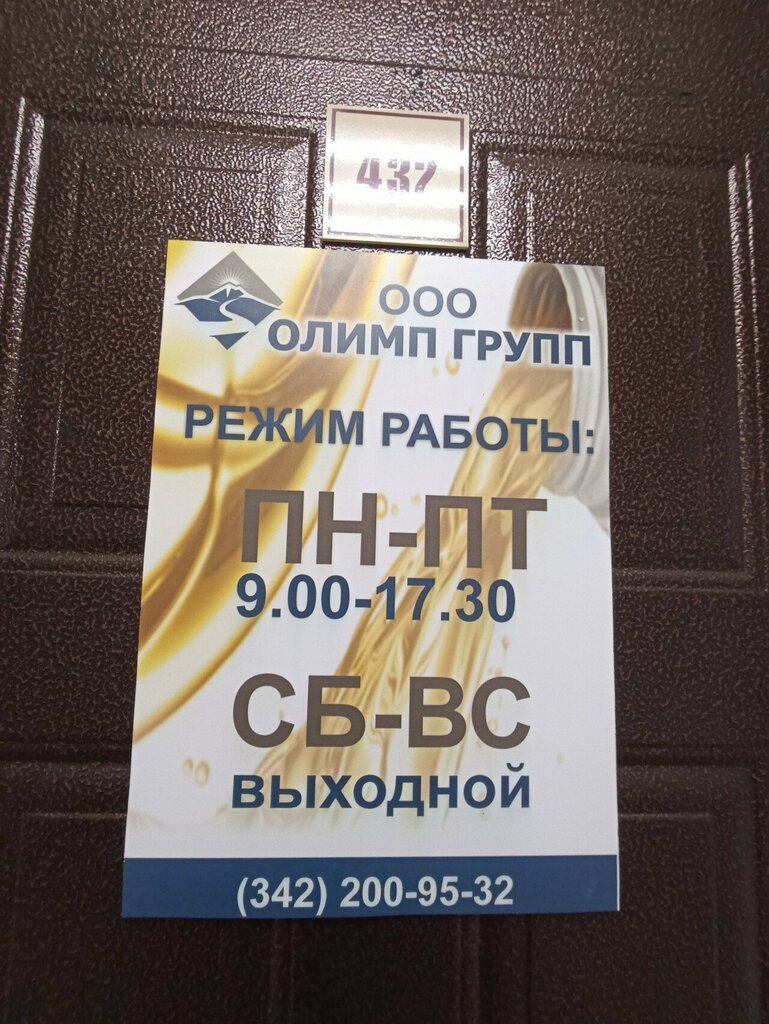 437
ООО
ОЛИМП ГРУПП
РЕЖИМ РАБОТЫ:
ПН-ПТ
9.00-17.30
СБ-ВС
ВЫХОДНОЙ
(342) 200-95-32